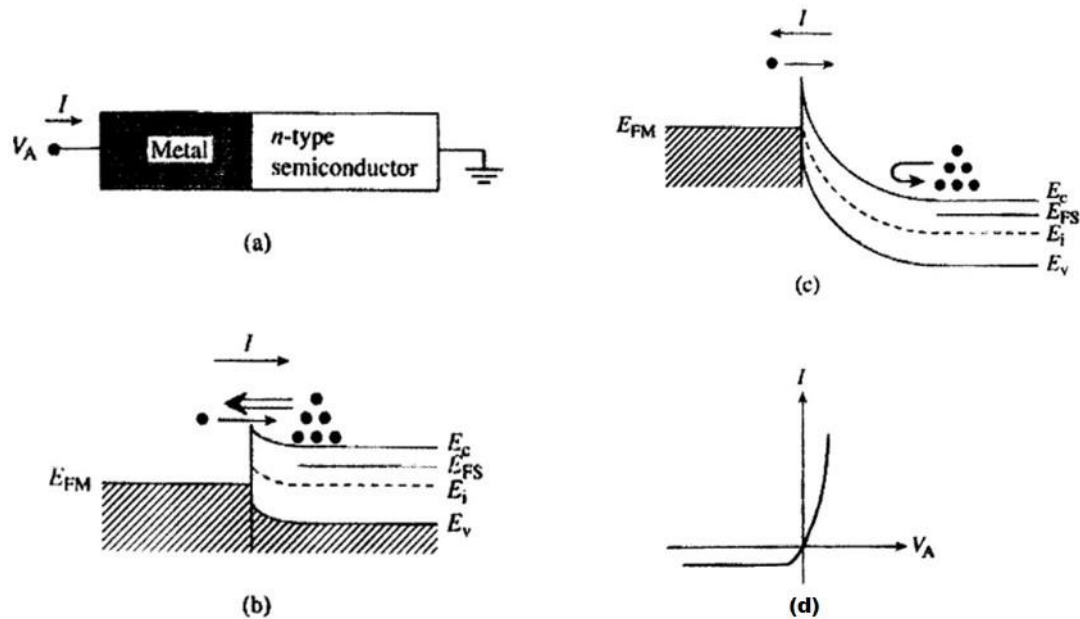 I
V_A
Metal
n-type
semiconductor
(a)
I
E_FM
E_c
E_FS
E_i
E_v
(b)
I
E_FM
E_c
E_FS
E_i
E_v
(c)
I
V_A
(d)